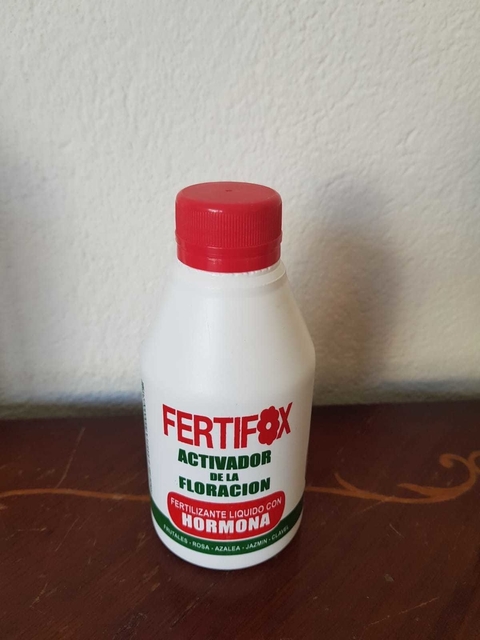 FERTIFOX
ACTIVADOR
DE LA
FLORACION
FERTILIZANTE LIQUIDO CON
HORMONA
FRUTALES - ROSA - AZALEA - JAZMIN - CLAVEL